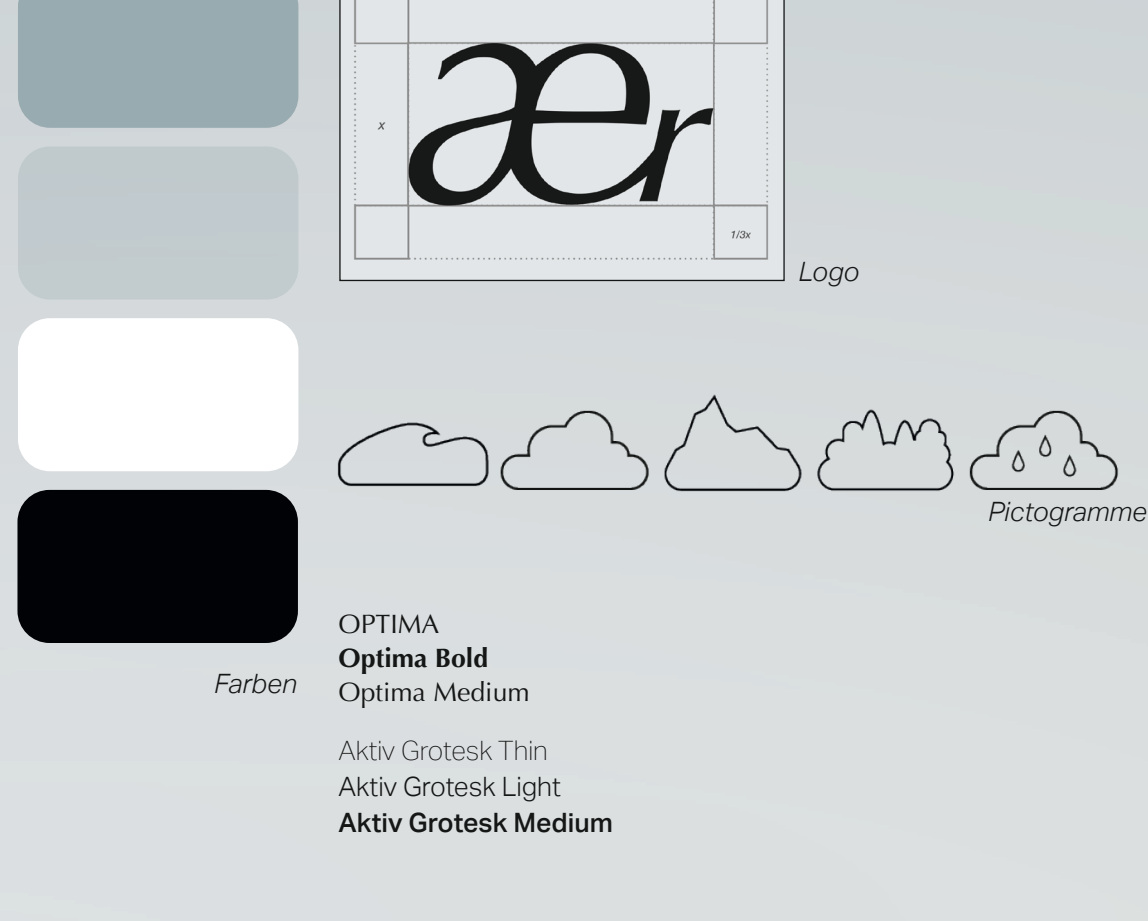 ær
x
1/3x
Logo
Pictogramme
OPTIMA
Optima Bold
Optima Medium
Farben
Aktiv Grotesk Thin
Aktiv Grotesk Light
Aktiv Grotesk Medium